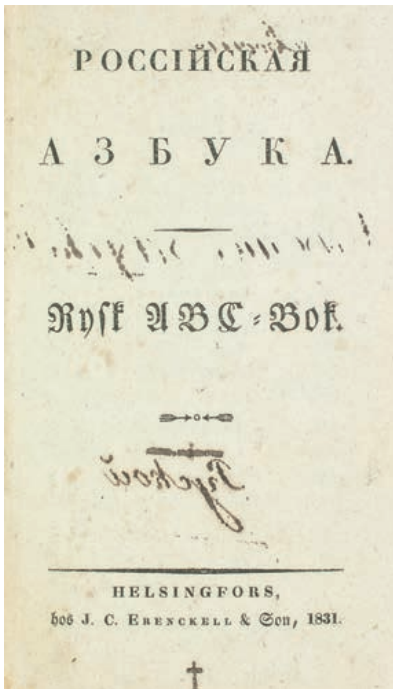 РОССІЙСКАЯ
АЗБУКА.
Ryſk ABC-Bok.
HELSINGFORS,
hos J. C. FRENCKELL & Son, 1831.